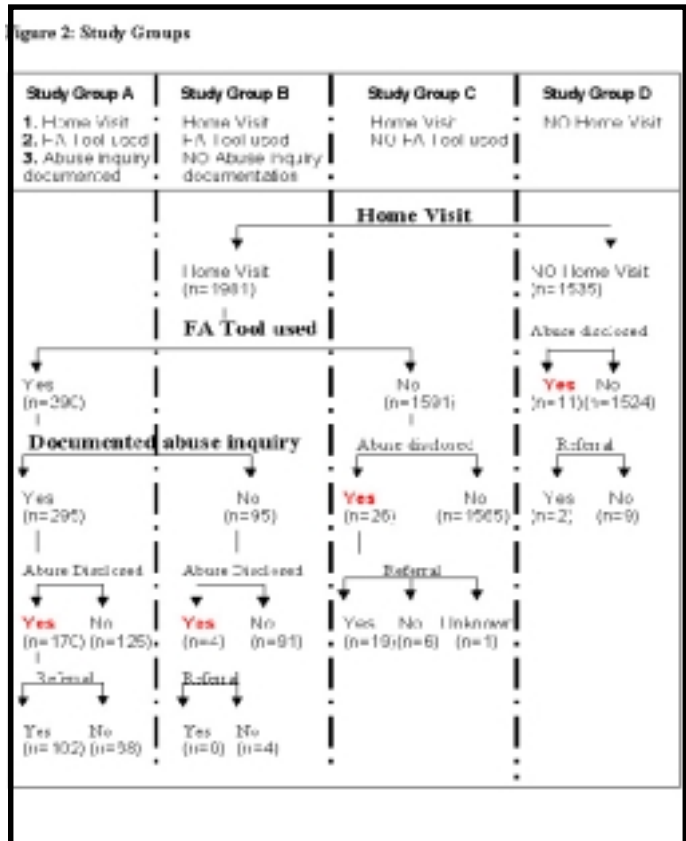 Figure 2: Study Groups
Study Group A Study Group B Study Group C Study Group D
1. Home Visit Home Visit Home Visit NO Home Visit
2. FA Tool used FA Tool used NO FA Tool used
3. Abuse inquiry NO Abuse Inquiry
documented documentation
Home Visit
Home Visit NO Home Visit
(n=1981) (n=1535)
FA Tool used Abuse disclosed
Yes No Yes No
(n=390) (n=1591) (n=11) (n=1524)
Documented abuse inquiry Abuse disclosed Referral
Yes No Yes No Yes No
(n=295) (n=95) (n=26) (n=1565) (n=2) (n=9)
Abuse Disclosed Abuse Disclosed Referral
Yes No Yes No Yes No Unknown
(n=170) (n=125) (n=4) (n=91) (n=19) (n=6) (n=1)
Referral Referral
Yes No Yes No
(n=102) (n=68) (n=0) (n=4)